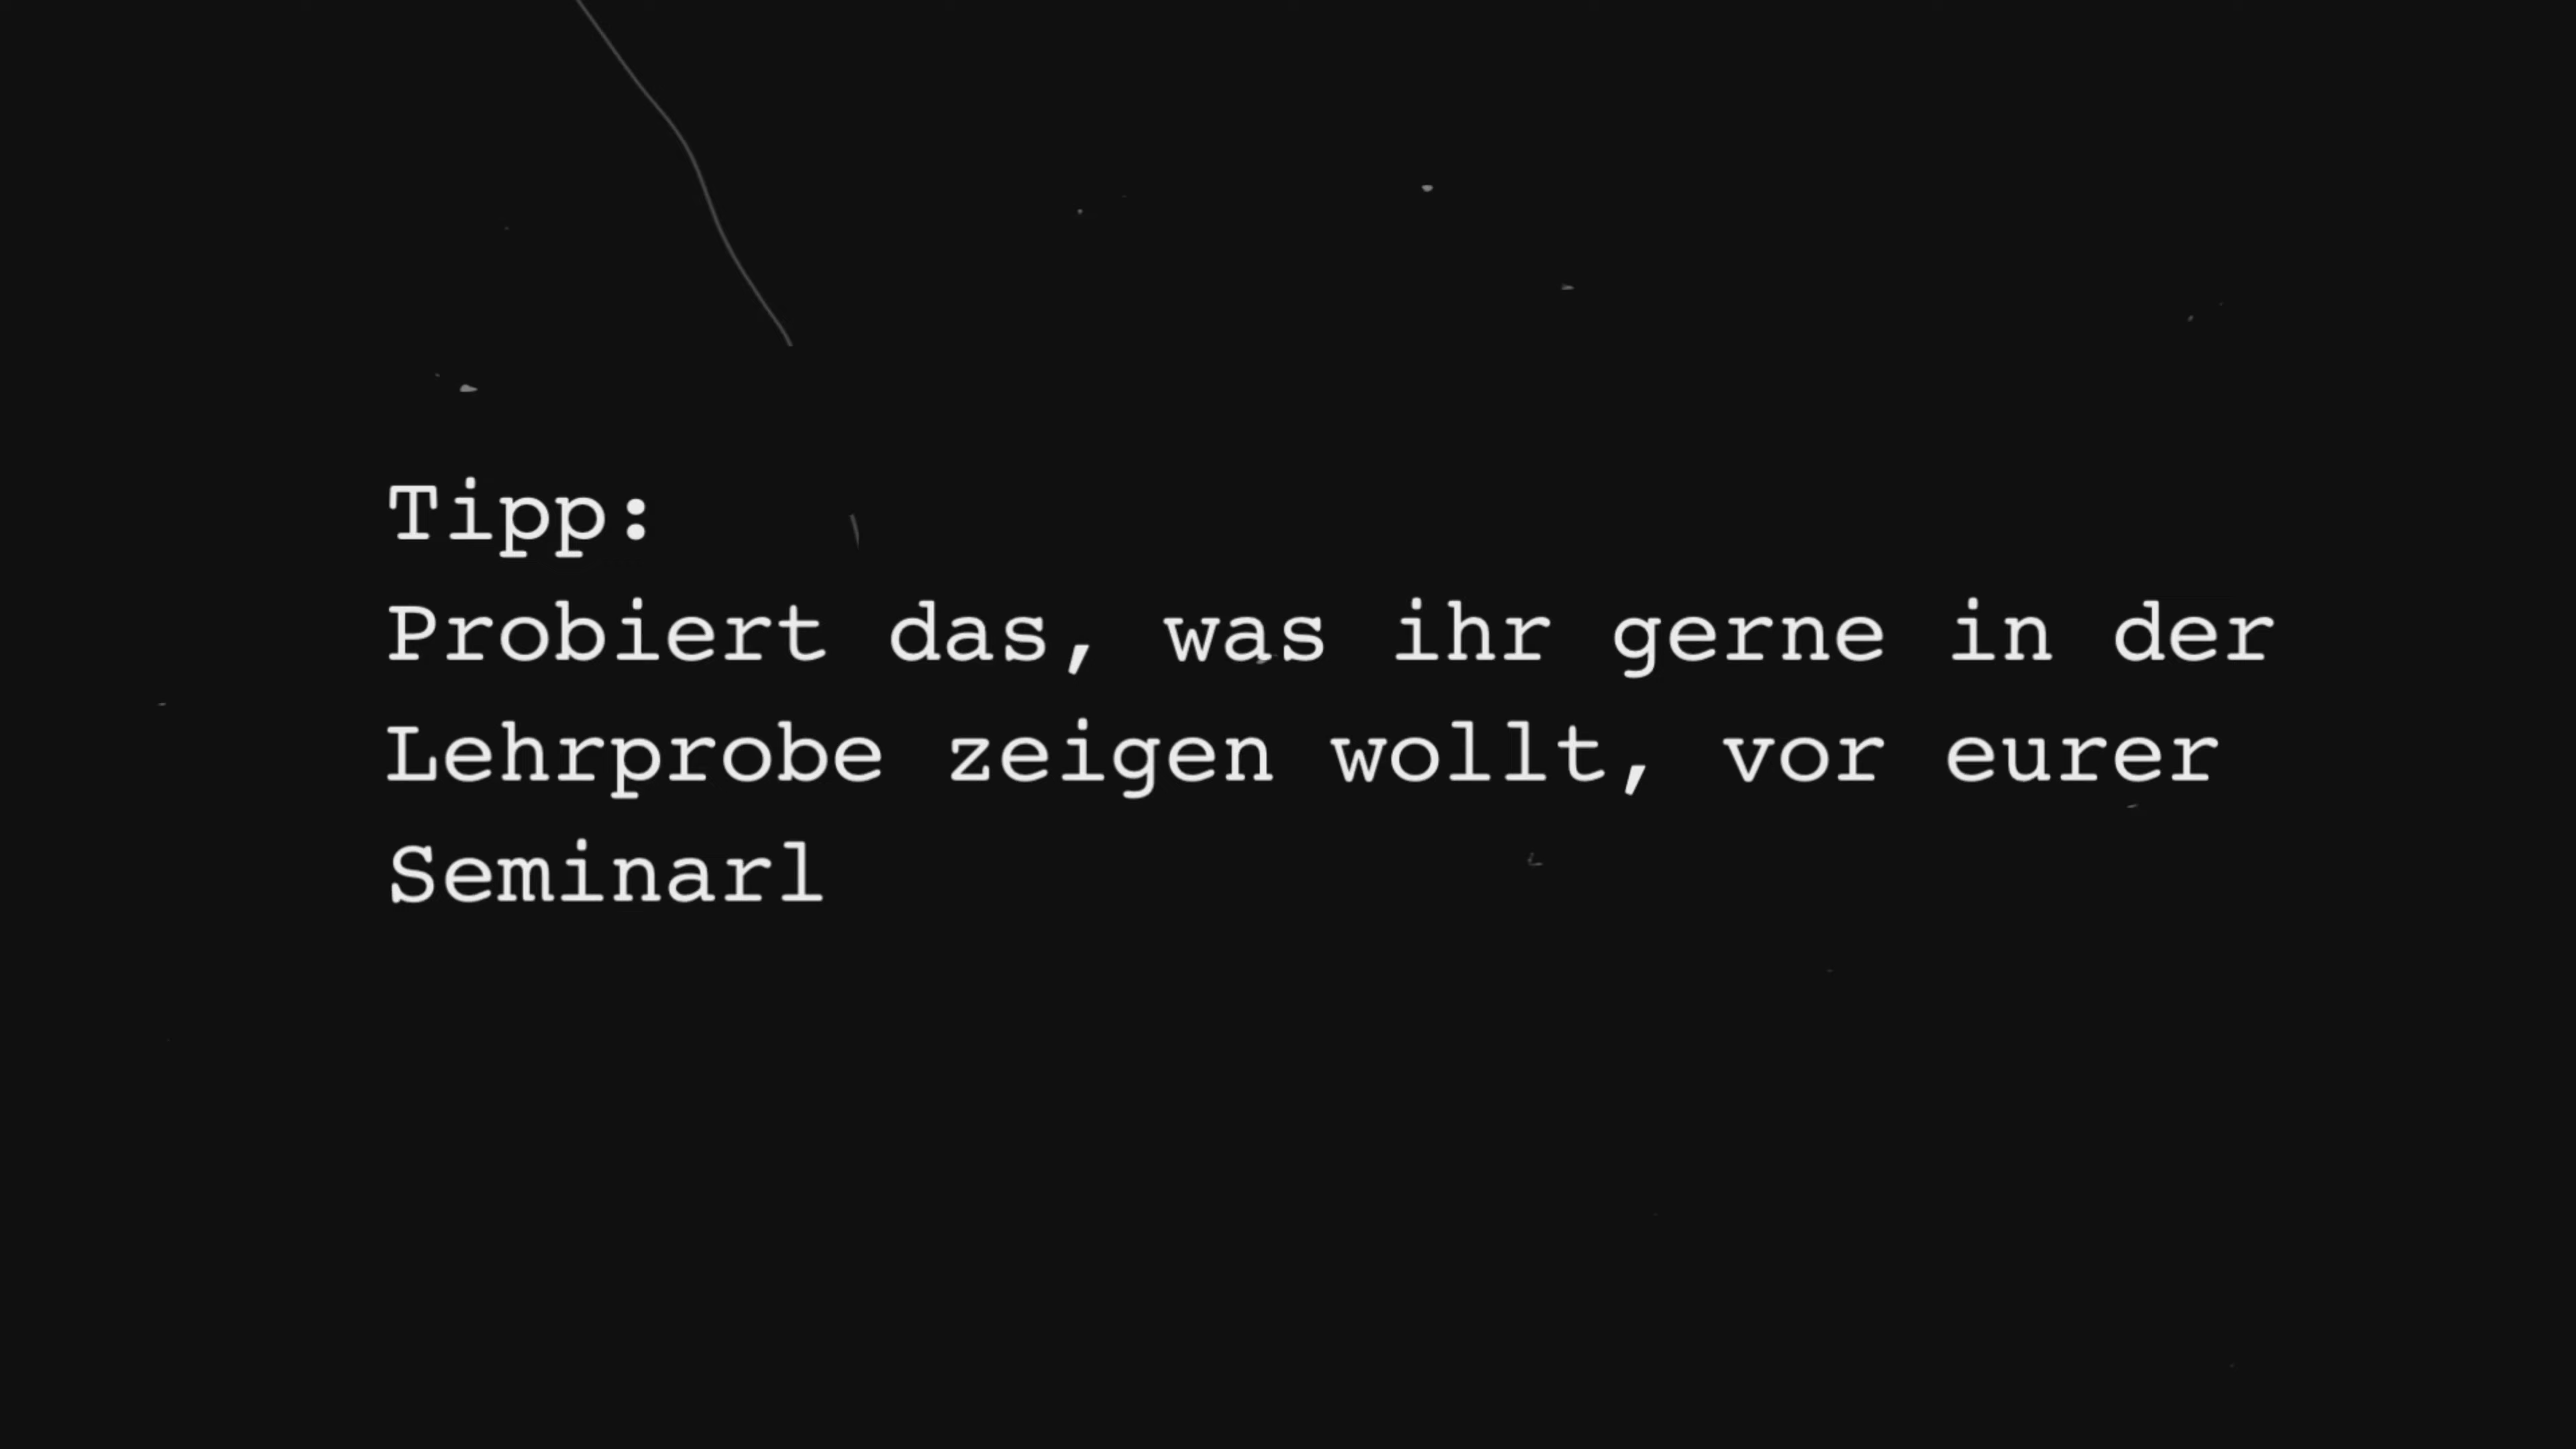 Tipp:
Probiert das, was ihr gerne in der
Lehrprobe zeigen wollt, vor eurer
Seminarl